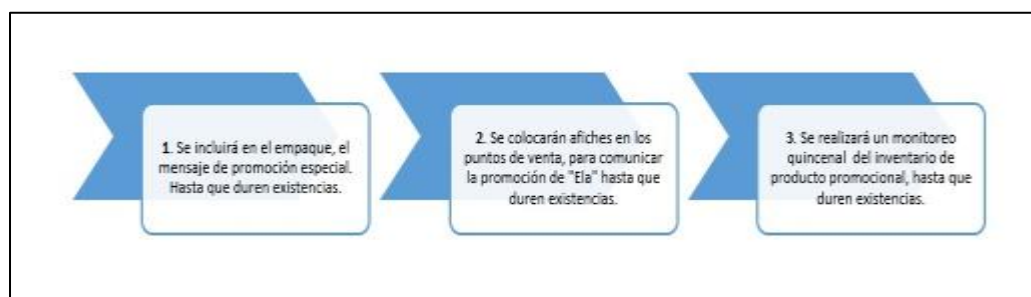 1. Se incluirá en el empaque, el
mensaje de promoción especial.
Hasta que duren existencias.
2. Se colocarán afiches en los
puntos de venta, para comunicar
la promoción de "Ela" hasta que
duren existencias.
3. Se realizará un monitoreo
quincenal del inventario de
producto promocional, hasta que
duren existencias.